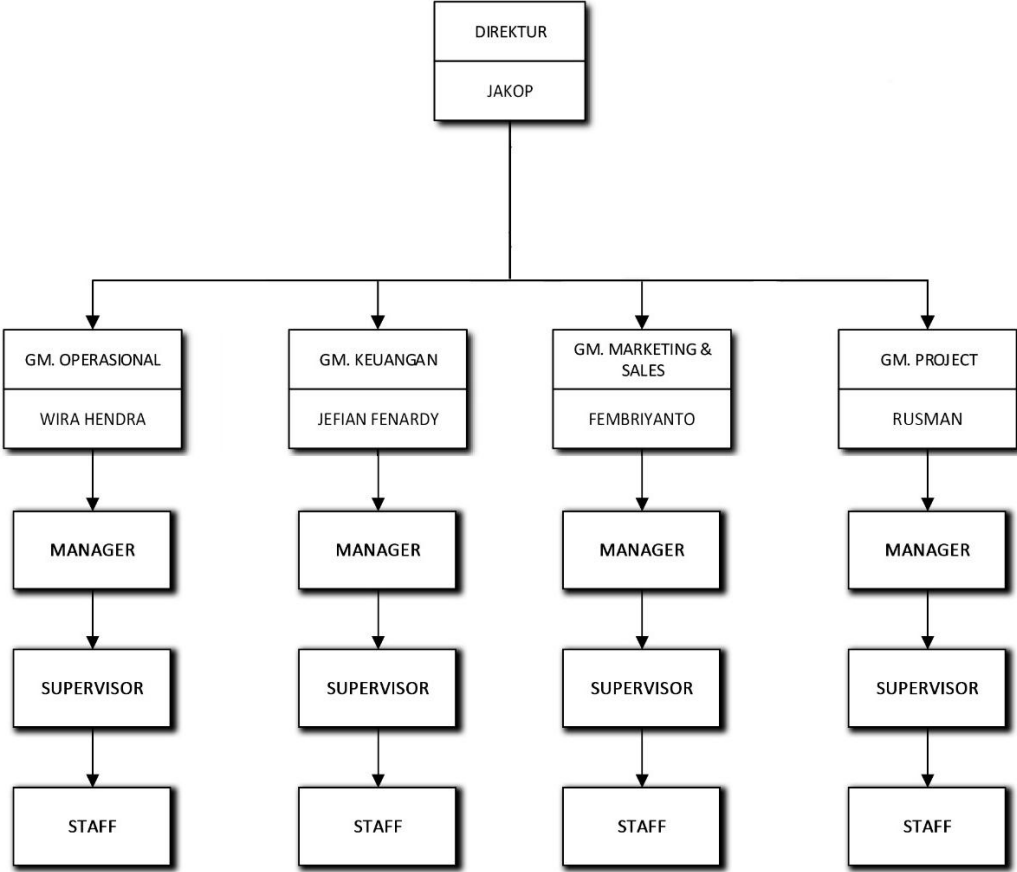 DIREKTUR
JAKOP
GM. OPERASIONAL
WIRA HENDRA
GM. KEUANGAN
JEFIAN FENARDY
GM. MARKETING &
SALES
FEMBRIYANTO
GM. PROJECT
RUSMAN
MANAGER
MANAGER
MANAGER
MANAGER
SUPERVISOR
SUPERVISOR
SUPERVISOR
SUPERVISOR
STAFF
STAFF
STAFF
STAFF